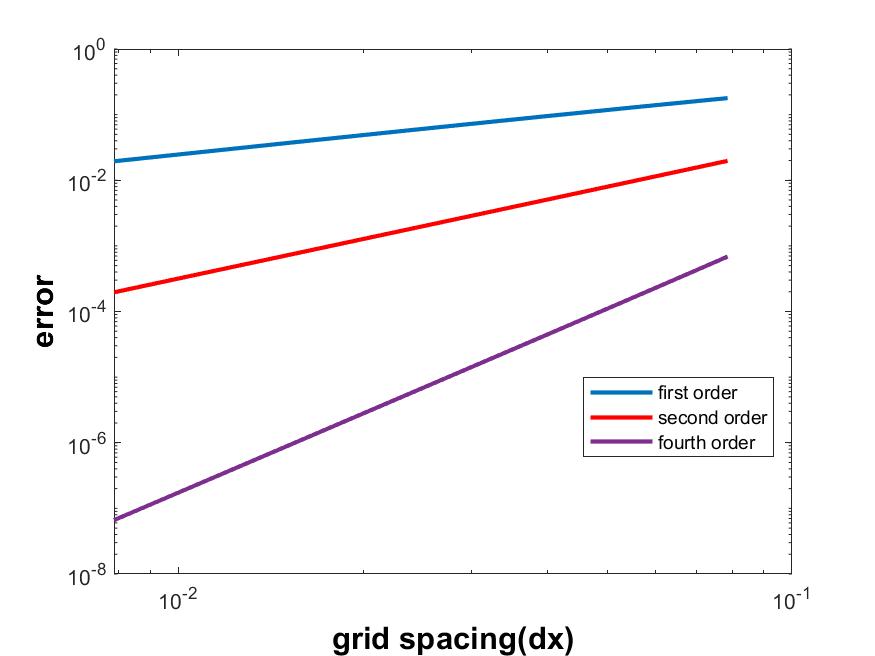 10^0
10^-2
10^-4
10^-6
10^-8
error
first order
second order
fourth order
10^-2
10^-1
grid spacing(dx)